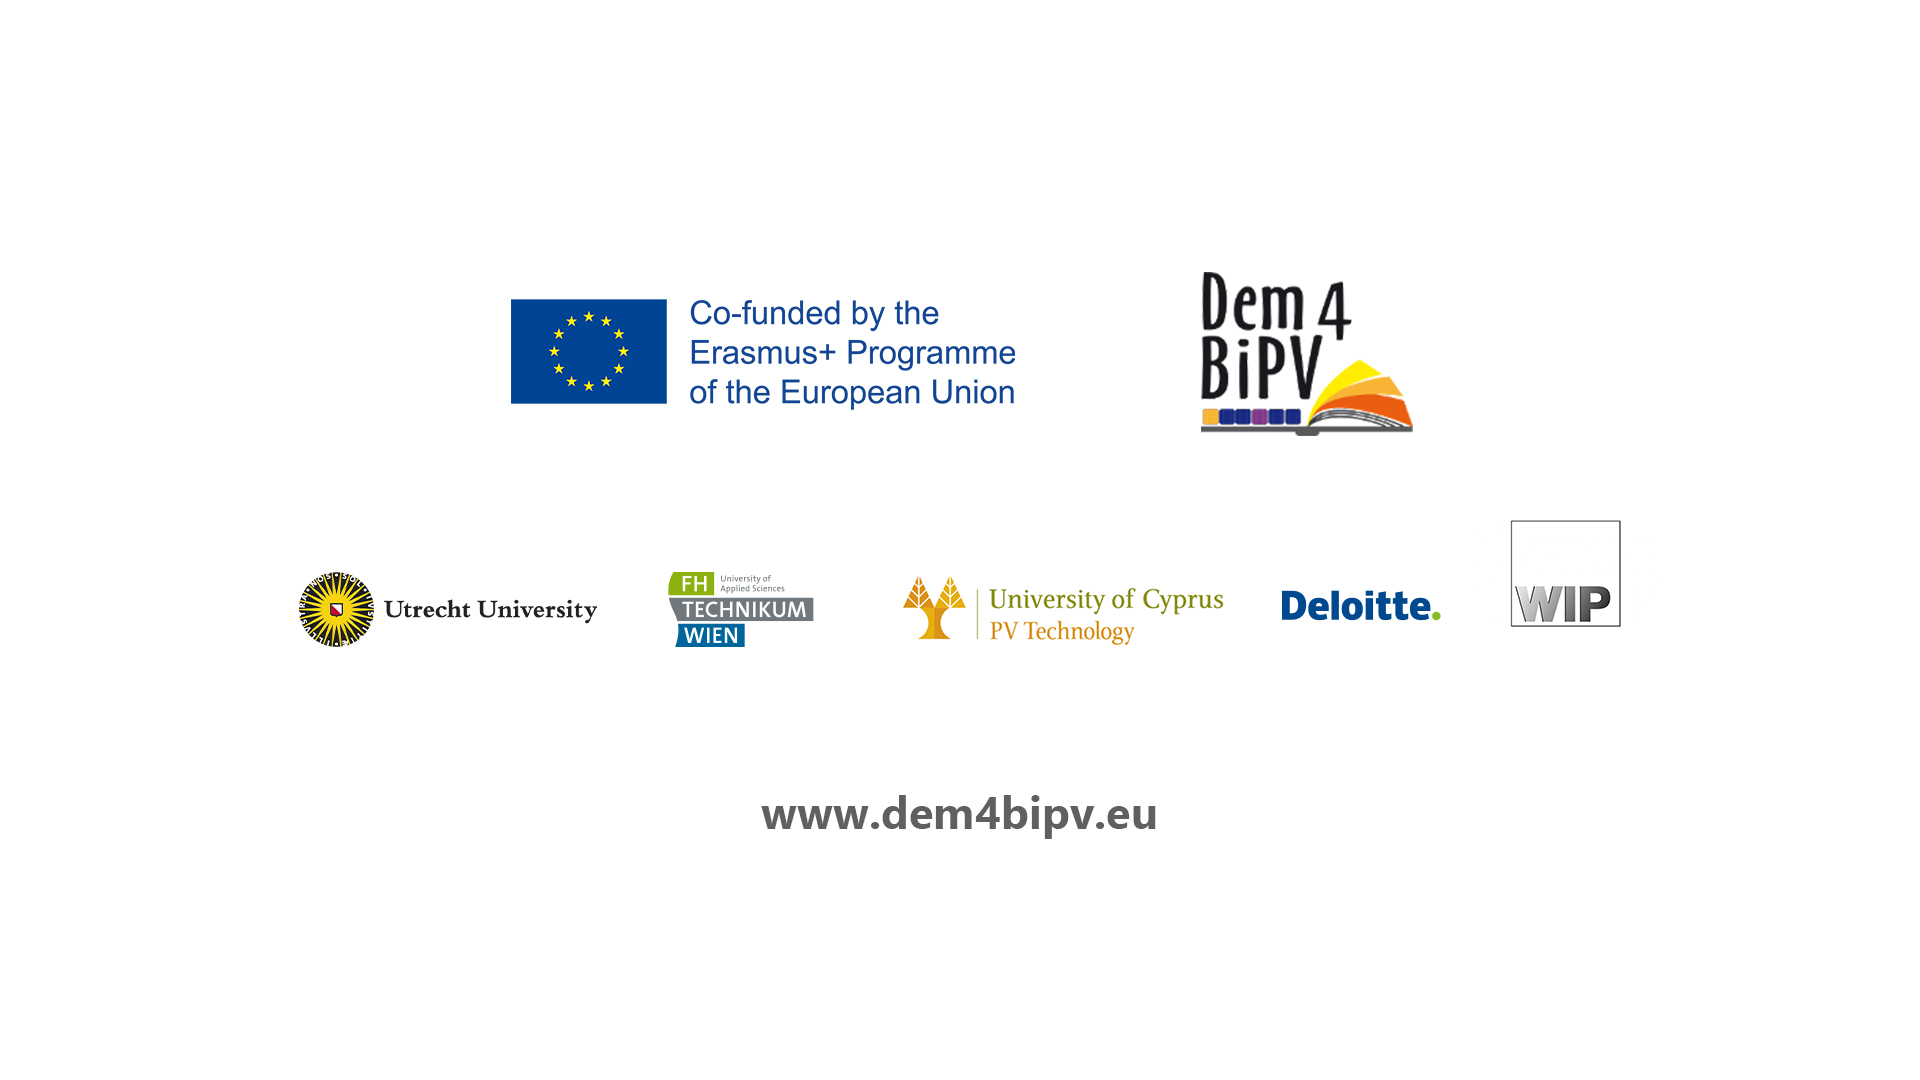 Co-funded by the
Erasmus+ Programme
of the European Union
Dem 4
BiPV
Utrecht University
FH University of
Applied Sciences
TECHNIKUM
WIEN
University of Cyprus
PV Technology
Deloitte.
WIP
www.dem4bipv.eu